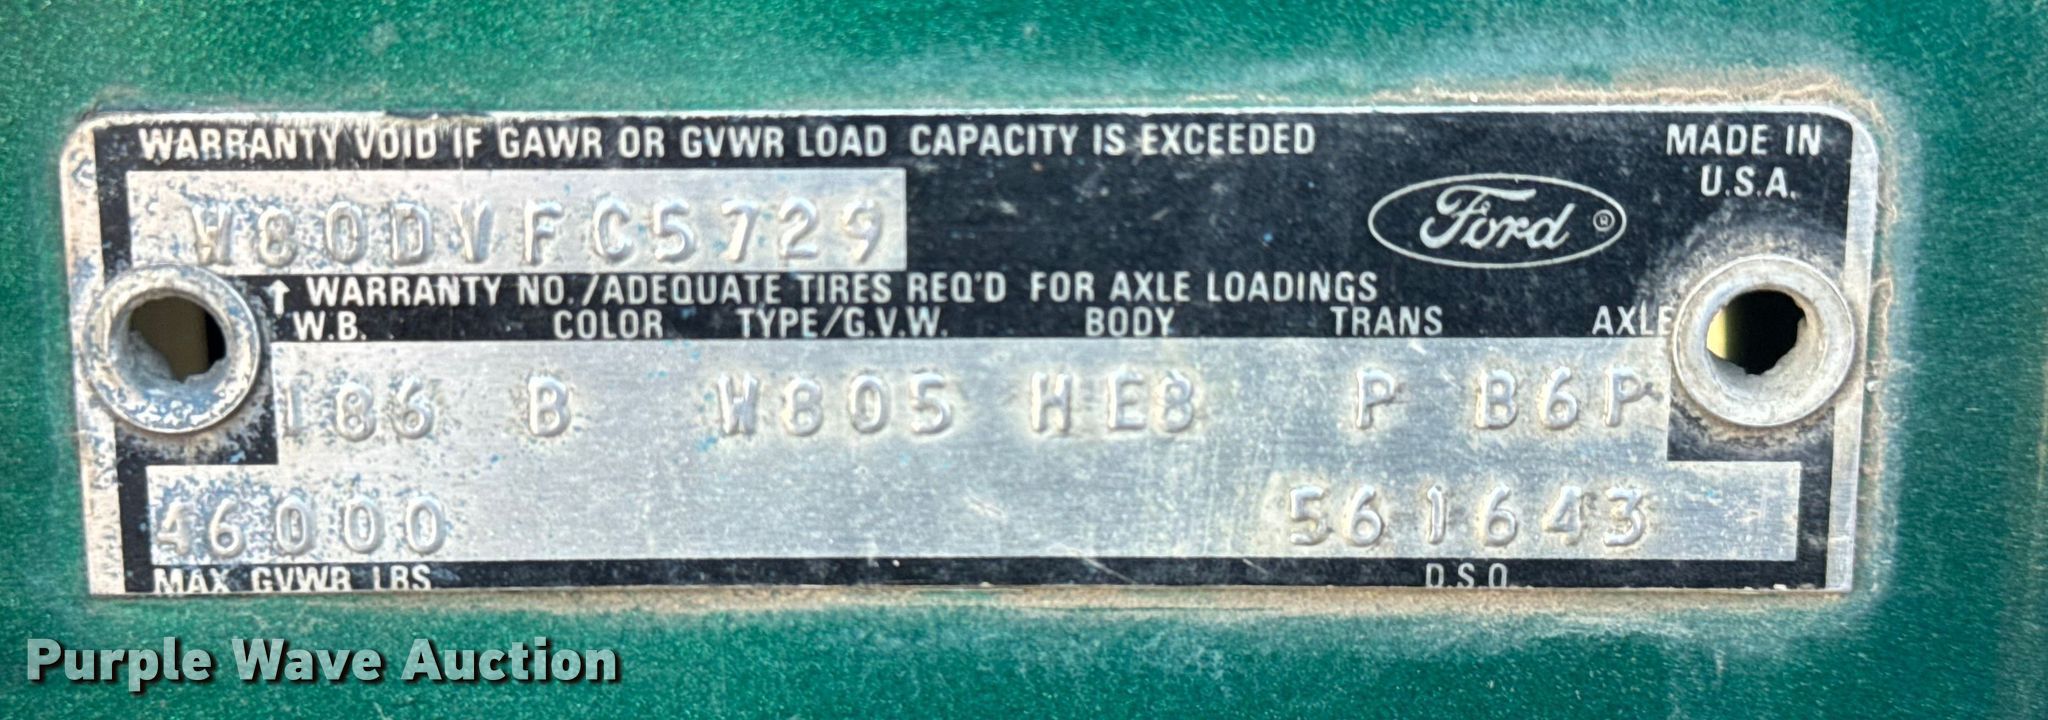 WARRANTY VOID IF GAWR OR GVWR LOAD CAPACITY IS EXCEEDED
MADE IN
U.S.A.
W80DVFC5729
Ford ®
↑ WARRANTY NO./ADEQUATE TIRES REQ'D FOR AXLE LOADINGS
W.B. COLOR TYPE/G.V.W. BODY TRANS AXLE
186 B W805 HE8 P B6P
46000 561643
MAX GVWR LBS D.S.O.
Purple Wave Auction